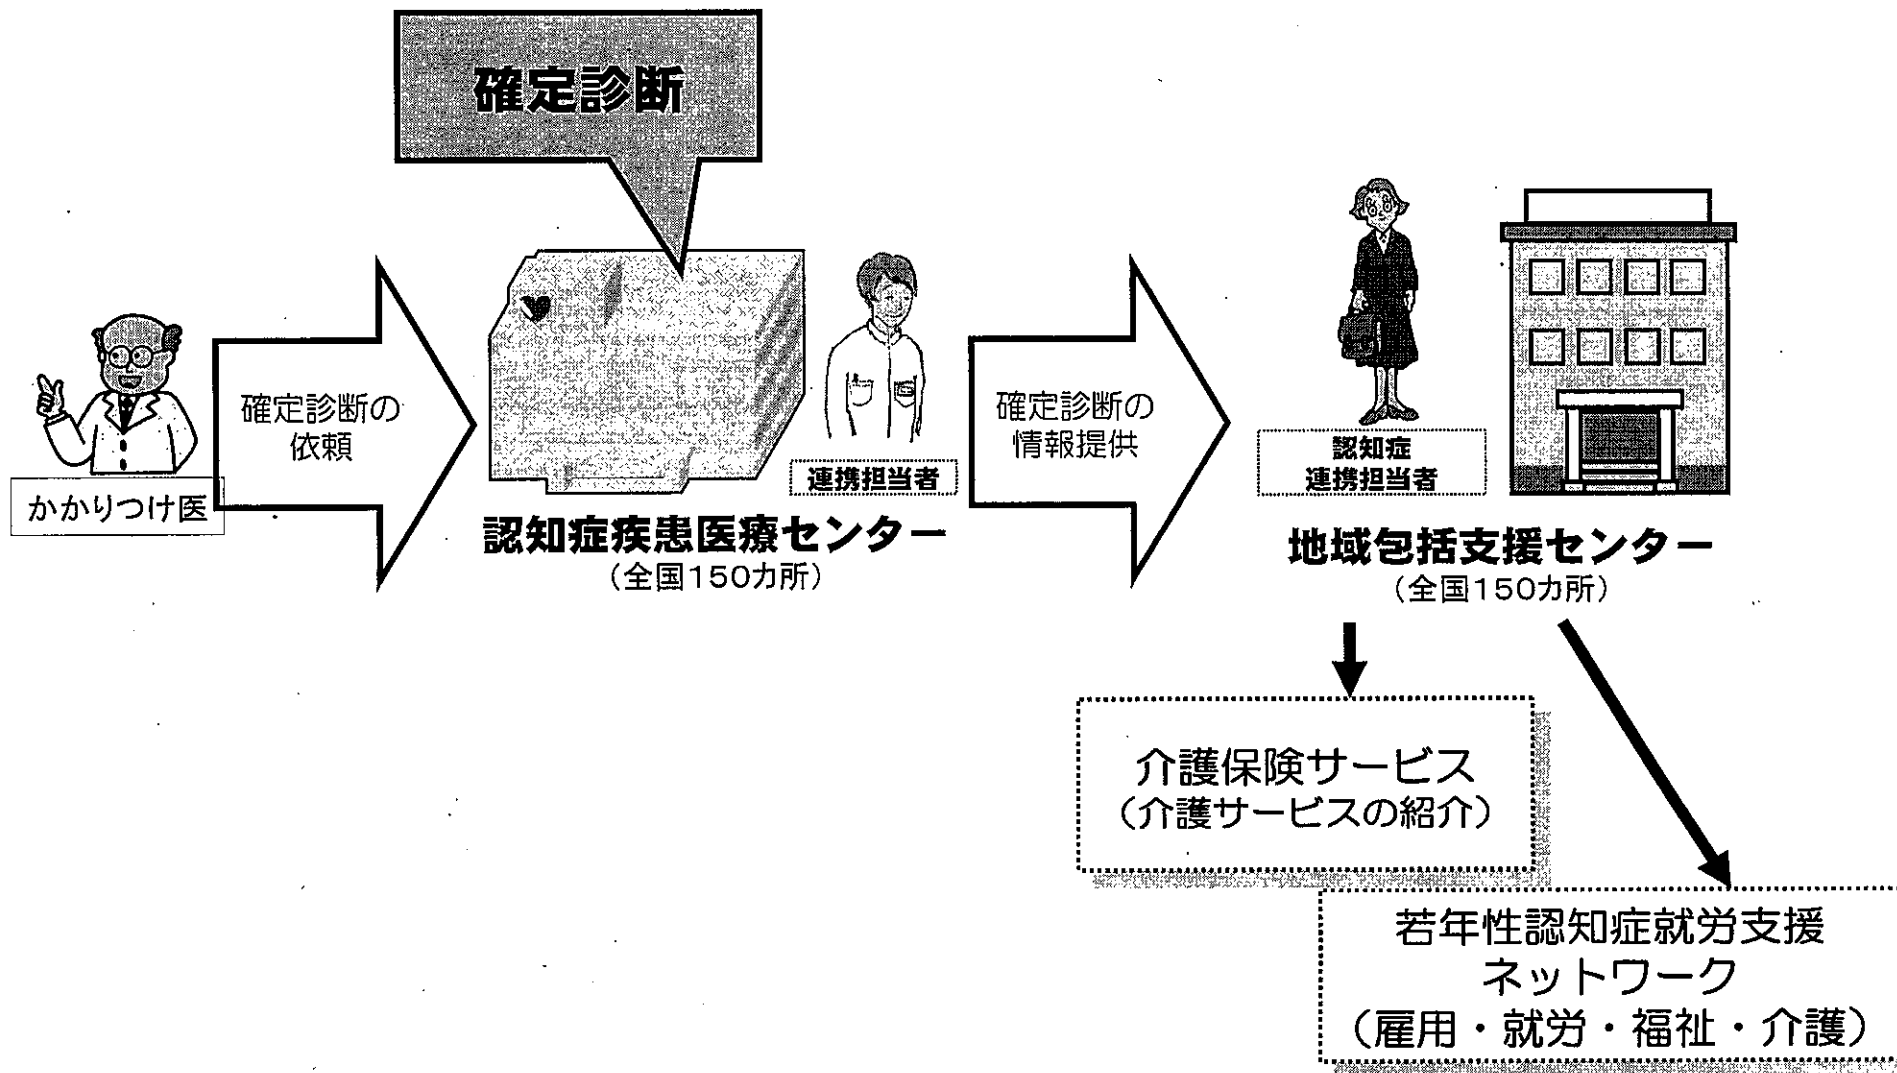 確定診断
かかりつけ医
確定診断の
依頼
連携担当者
認知症疾患医療センター
（全国150カ所）
確定診断の
情報提供
認知症
連携担当者
地域包括支援センター
（全国150カ所）
介護保険サービス
（介護サービスの紹介）
若年性認知症就労支援
ネットワーク
（雇用・就労・福祉・介護）